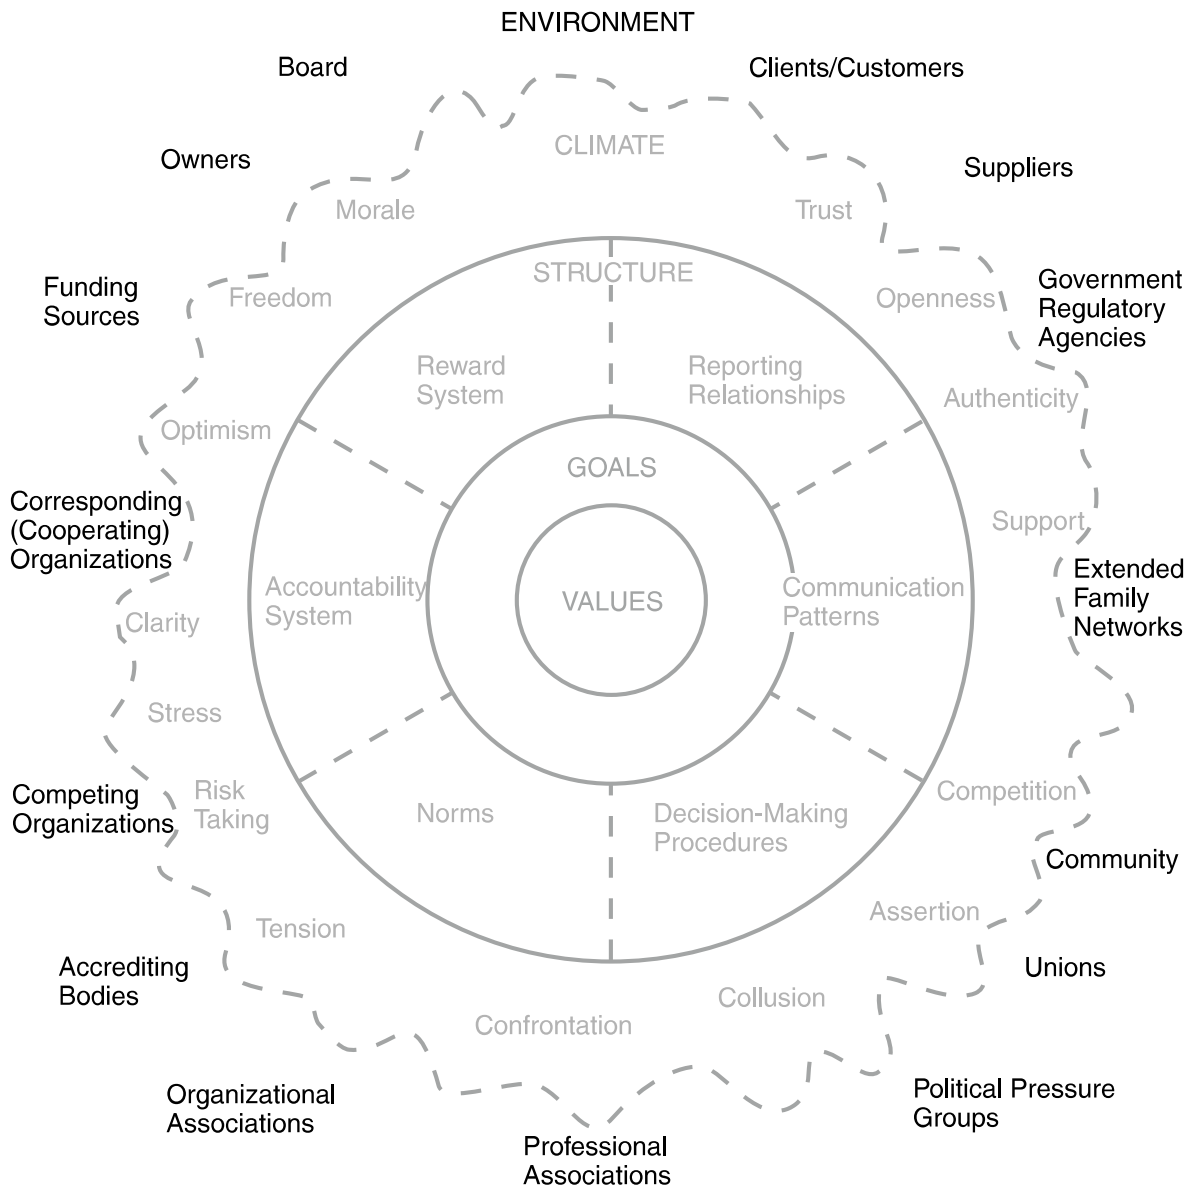 ENVIRONMENT
Board
Clients/Customers
CLIMATE
Owners
Suppliers
Morale
Trust
STRUCTURE
Funding
Sources
Freedom
Openness
Government
Regulatory
Agencies
Reward
System
Reporting
Relationships
Authenticity
Optimism
GOALS
Corresponding
(Cooperating)
Organizations
Support
Accountability
System
VALUES
Communication
Patterns
Extended
Family
Networks
Clarity
Stress
Competing
Organizations
Risk
Taking
Norms
Decision-Making
Procedures
Competition
Community
Tension
Assertion
Accrediting
Bodies
Unions
Confrontation
Collusion
Organizational
Associations
Professional
Associations
Political Pressure
Groups